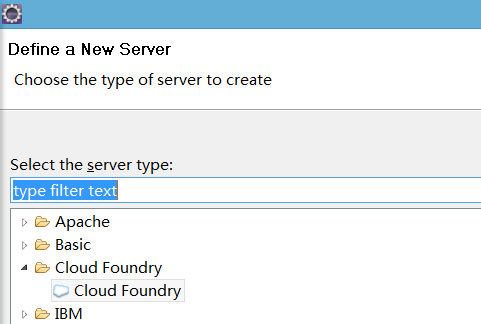 Define a New Server
Choose the type of server to create
Select the server type:
type filter text
Apache
Basic
Cloud Foundry
Cloud Foundry
IBM